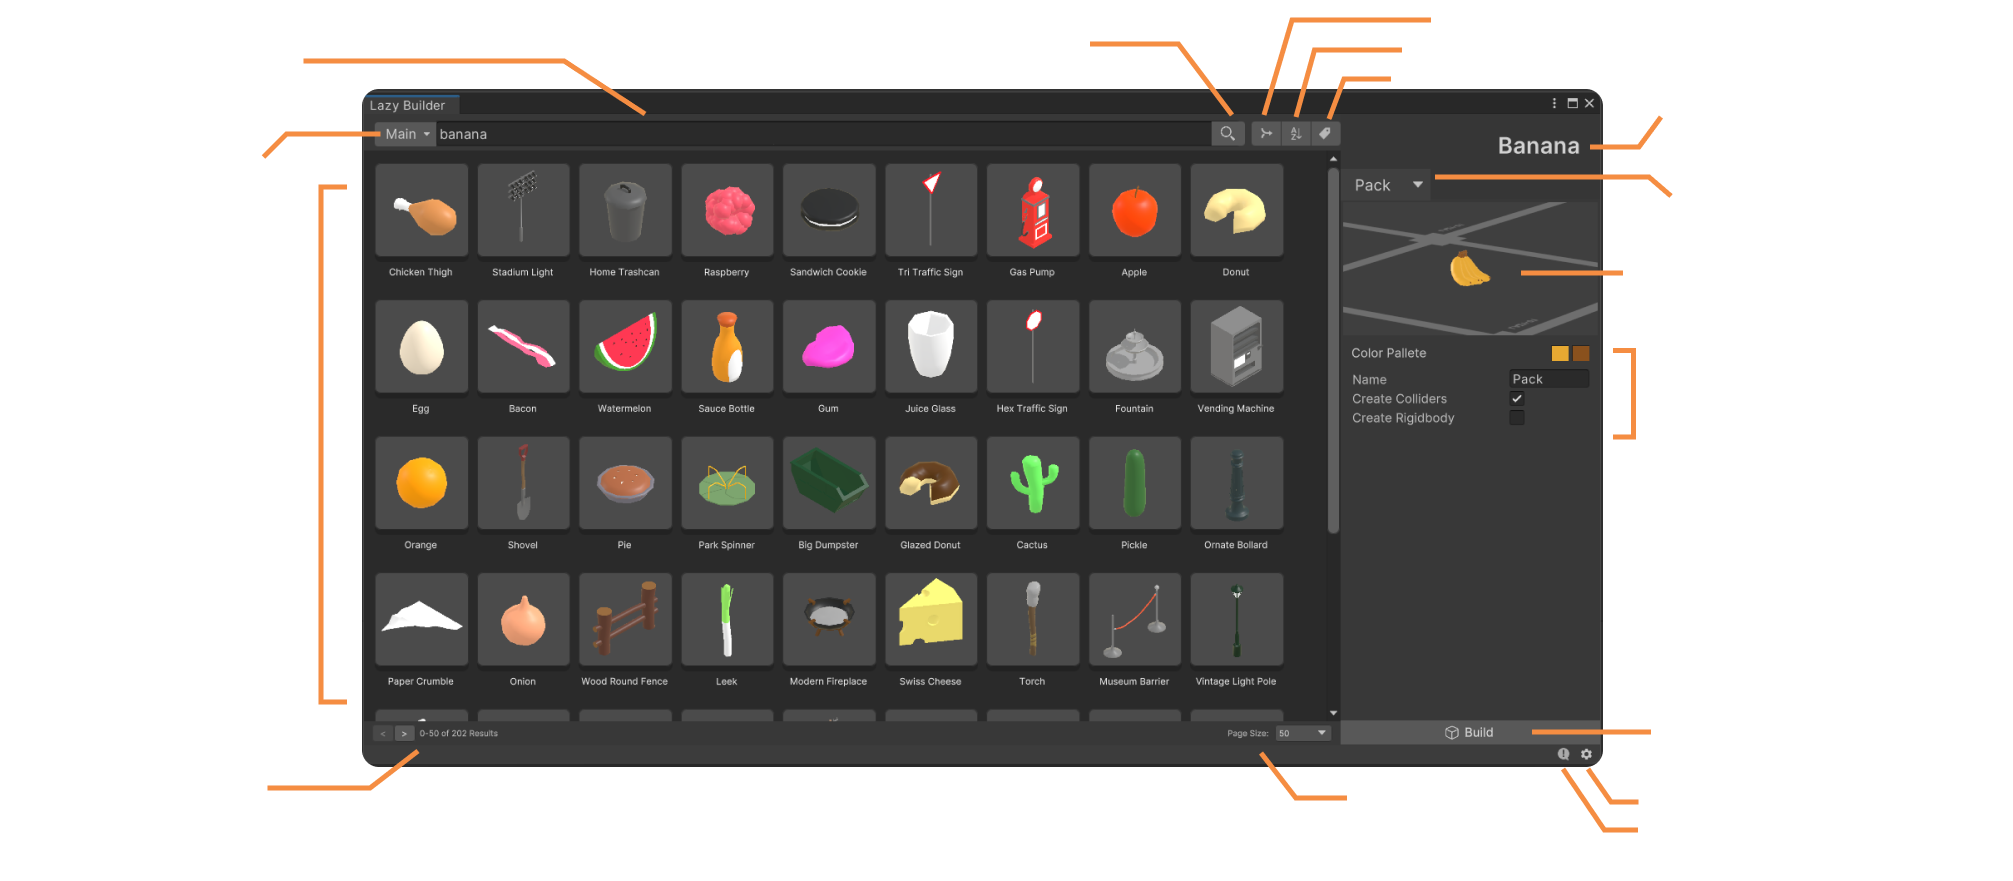 Lazy Builder
Main banana
Banana
Pack
Chicken Thigh Stadium Light Home Trashcan Raspberry Sandwich Cookie Tri Traffic Sign Gas Pump Apple Donut
Egg Bacon Watermelon Sauce Bottle Gum Juice Glass Hex Traffic Sign Fountain Vending Machine
Color Pallete
Name Pack
Create Colliders
Create Rigidbody
Orange Shovel Pie Park Spinner Big Dumpster Glazed Donut Cactus Pickle Ornate Bollard
Paper Crumble Onion Wood Round Fence Leek Modern Fireplace Swiss Cheese Torch Museum Barrier Vintage Light Pole
< > 0-50 of 202 Results Page Size: 50
Build